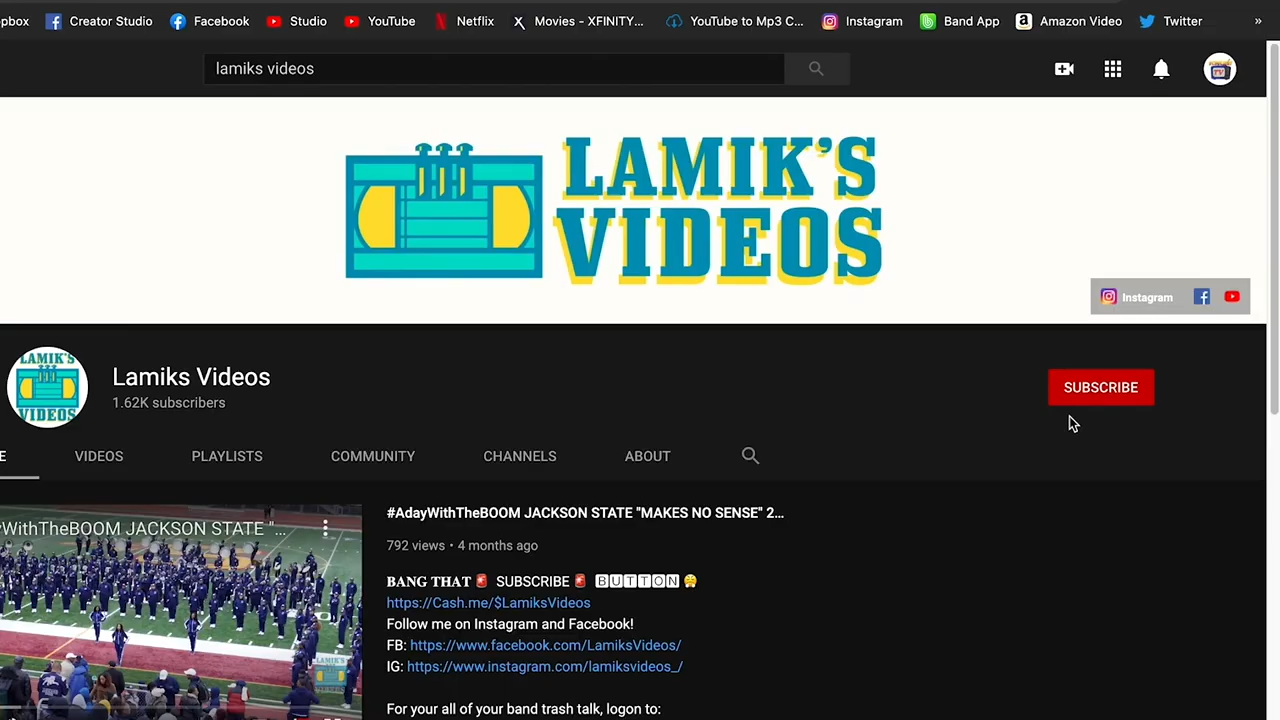 pbox Creator Studio Facebook Studio YouTube Netflix Movies - XFINITY... YouTube to Mp3 C... Instagram Band App Amazon Video Twitter »
lamiks videos
LAMIK'S
VIDEOS
Instagram
LAMIK'S
VIDEOS
Lamiks Videos
1.62K subscribers
SUBSCRIBE
E VIDEOS PLAYLISTS COMMUNITY CHANNELS ABOUT
yWithTheBOOM JACKSON STATE "...
#AdayWithTheBOOM JACKSON STATE "MAKES NO SENSE" 2...
792 views • 4 months ago
𝐁𝐀𝐍𝐆 𝐓𝐇𝐀𝐓🚨 SUBSCRIBE🚨 🅱🆄🆃🆃🅾🅽😤
https://Cash.me/$LamiksVideos
Follow me on Instagram and Facebook!
FB: https://www.facebook.com/LamiksVideos/
IG: https://www.instagram.com/lamiksvideos_/
For your all of your band trash talk, logon to: